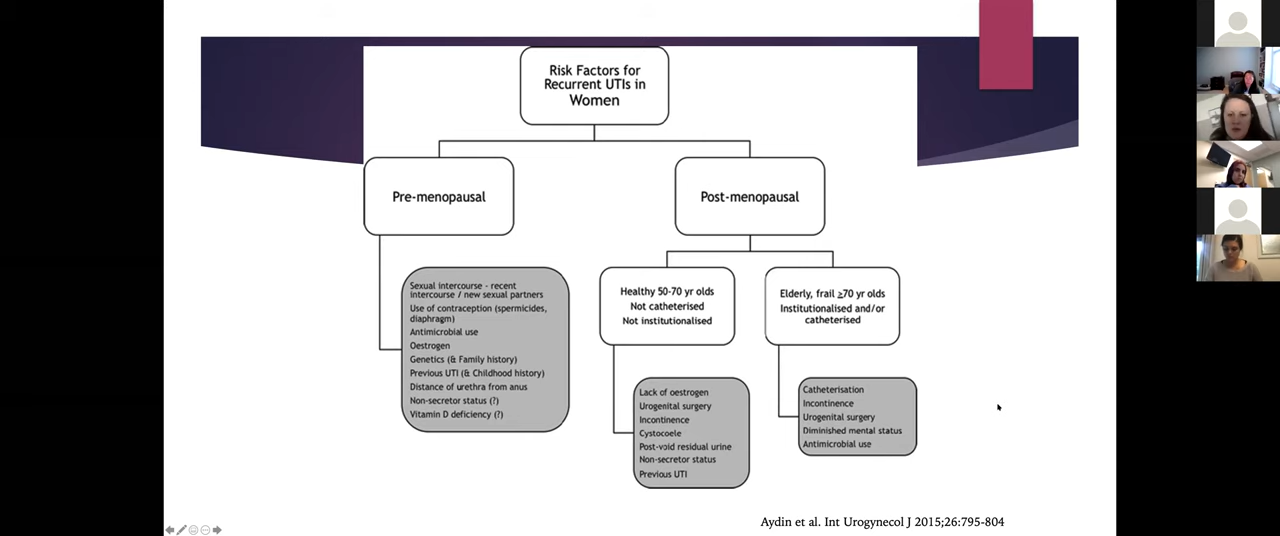 Risk Factors for
Recurrent UTIs in
Women
Pre-menopausal
Post-menopausal
Sexual intercourse - recent
intercourse / new sexual partners
Use of contraception (spermicides,
diaphragm)
Antimicrobial use
Oestrogen
Genetics (& Family history)
Previous UTI (& Childhood history)
Distance of urethra from anus
Non-secretor status (?)
Vitamin D deficiency (?)
Healthy 50-70 yr olds
Not catheterised
Not institutionalised
Elderly, frail ≥70 yr olds
Institutionalised and/or
catheterised
Lack of oestrogen
Urogenital surgery
Incontinence
Cystocoele
Post-void residual urine
Non-secretor status
Previous UTI
Catheterisation
Incontinence
Urogenital surgery
Diminished mental status
Antimicrobial use
Aydin et al. Int Urogynecol J 2015;26:795-804